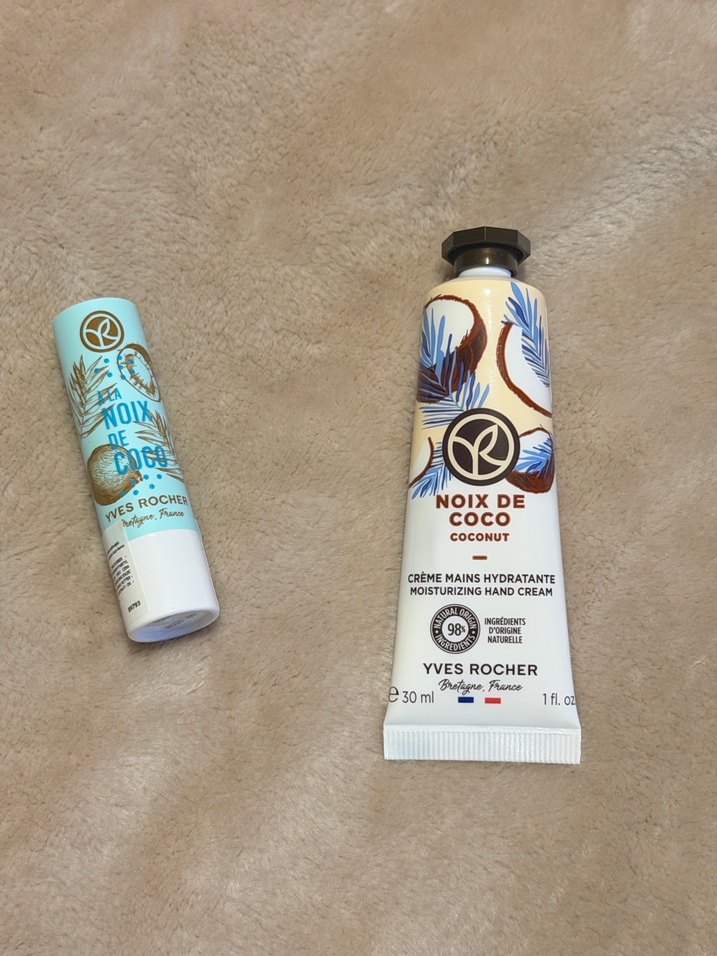 À LA
NOIX
DE
COCO
YVES ROCHER
Bretagne, France
89793
NOIX DE
COCO
COCONUT
CRÈME MAINS HYDRATANTE
MOISTURIZING HAND CREAM
NATURAL ORIGIN
98%
INGREDIENTS
INGRÉDIENTS
D'ORIGINE
NATURELLE
YVES ROCHER
Bretagne, France
e 30 ml 1 fl. oz